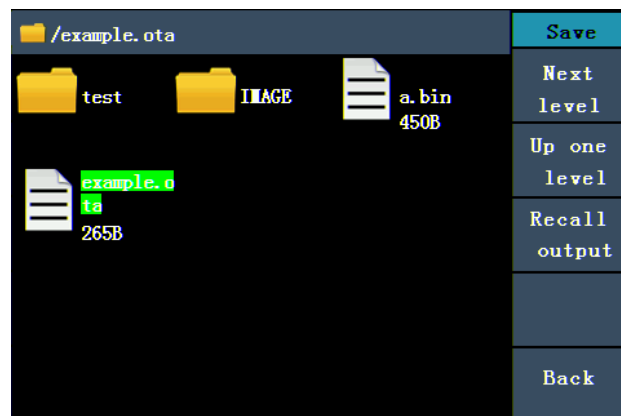 /example.ota
Save
test
IMAGE
a.bin
450B
example.o
ta
265B
Next
level
Up one
level
Recall
output
Back